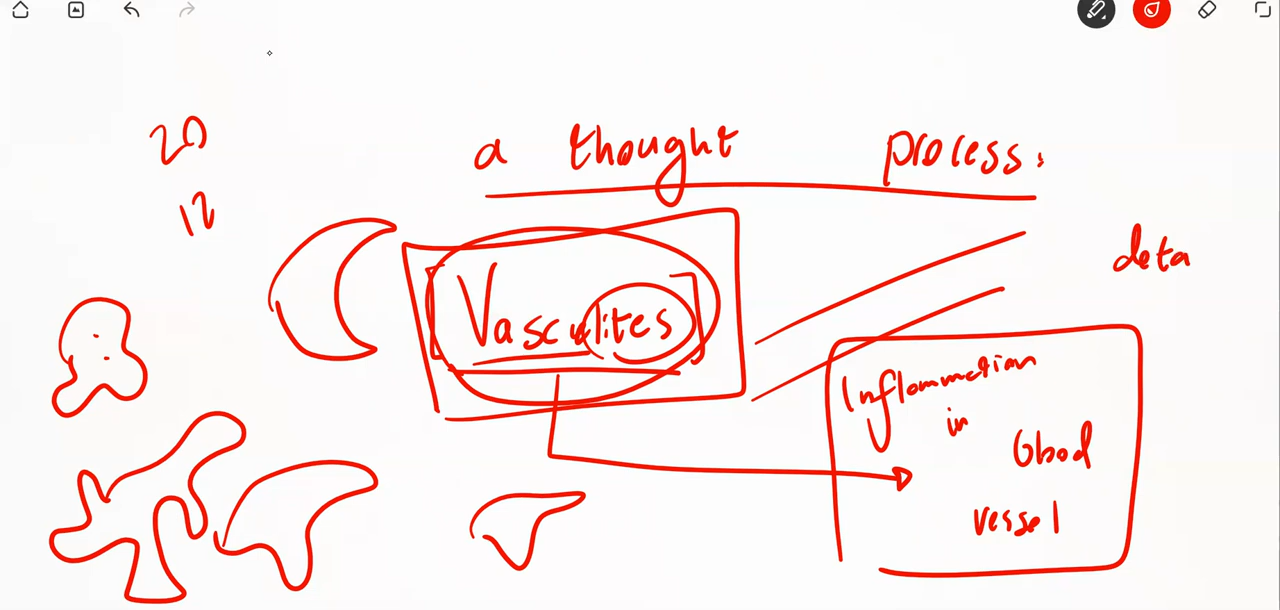 20
12
a thought process:
Vasculites
deta
Inflammation
in
Blood
vessel